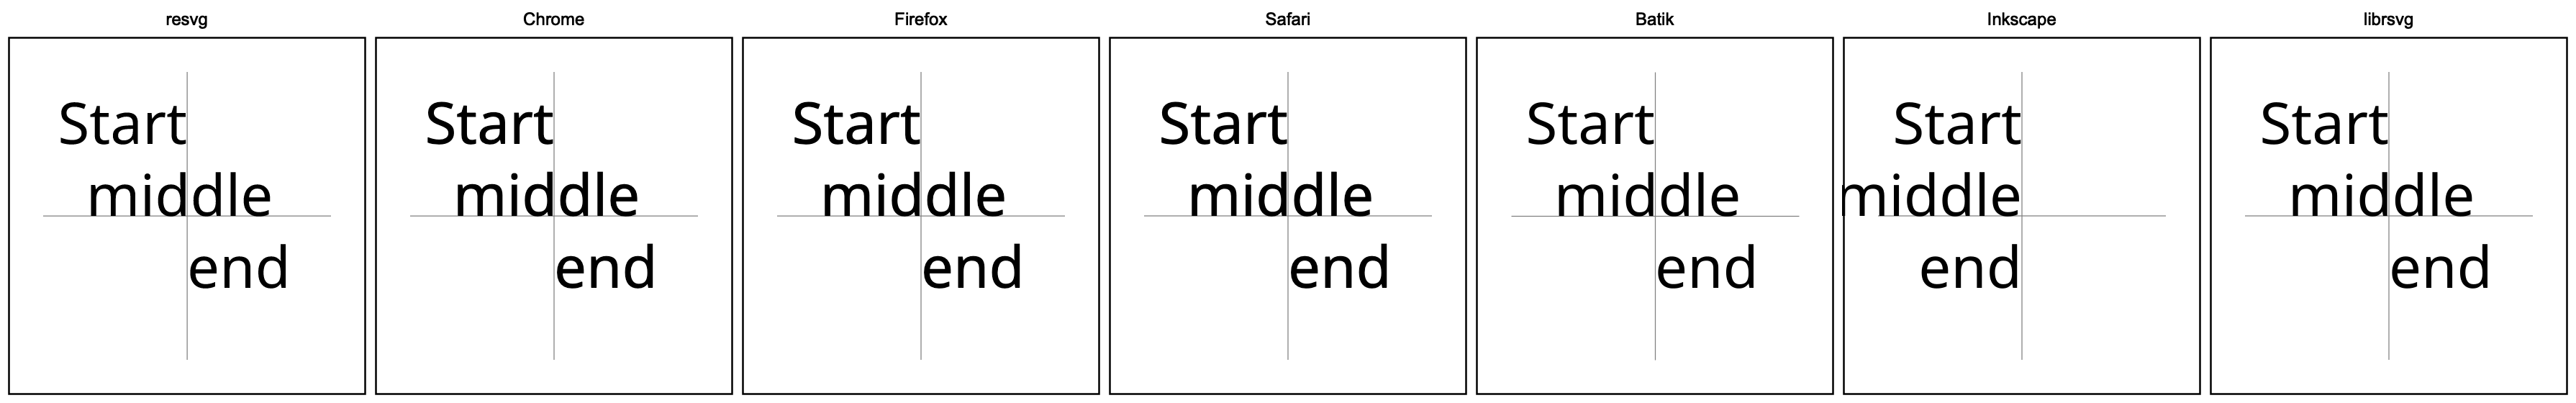 resvg Chrome Firefox Safari Batik Inkscape librsvg
Start Start Start Start Start Start Start
middle middle middle middle middle middle middle
end end end end end end end